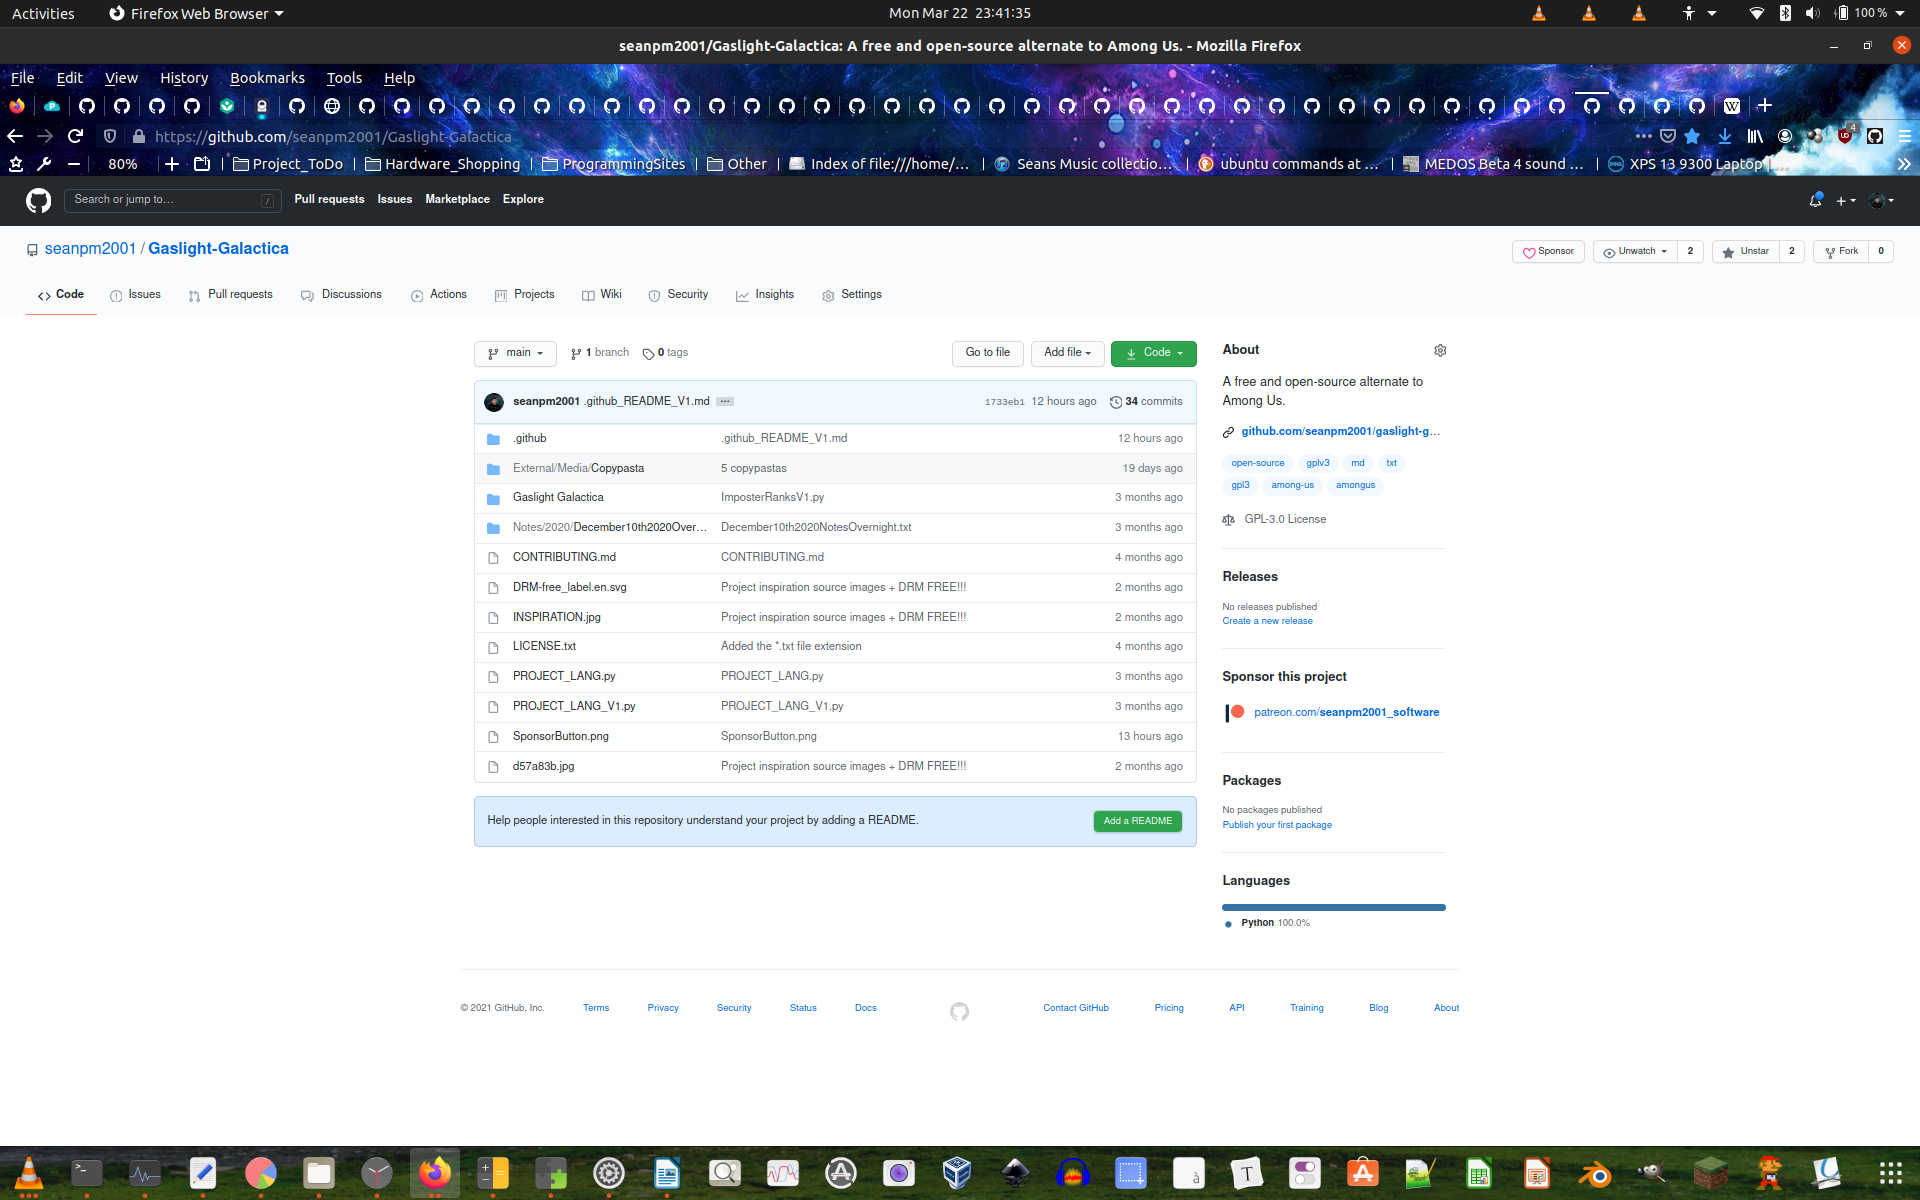 Activities Firefox Web Browser Mon Mar 22 23:41:35 100 %
seanpm2001/Gaslight-Galactica: A free and open-source alternate to Among Us. - Mozilla Firefox
File Edit View History Bookmarks Tools Help
https://github.com/seanpm2001/Gaslight-Galactica
80% Project_ToDo Hardware_Shopping ProgrammingSites Other Index of file:///home/... Seans Music collectio... ubuntu commands at ... MEDOS Beta 4 sound ... XPS 13 9300 Laptop
Search or jump to... / Pull requests Issues Marketplace Explore
seanpm2001 / Gaslight-Galactica Sponsor Unwatch 2 Unstar 2 Fork 0
Code Issues Pull requests Discussions Actions Projects Wiki Security Insights Settings
main 1 branch 0 tags Go to file Add file Code
seanpm2001 .github_README_V1.md ... 1733eb1 12 hours ago 34 commits
.github .github_README_V1.md 12 hours ago
External/Media/Copypasta 5 copypastas 19 days ago
Gaslight Galactica ImposterRanksV1.py 3 months ago
Notes/2020/December10th2020Over... December10th2020NotesOvernight.txt 3 months ago
CONTRIBUTING.md CONTRIBUTING.md 4 months ago
DRM-free_label.en.svg Project inspiration source images + DRM FREE!!! 2 months ago
INSPIRATION.jpg Project inspiration source images + DRM FREE!!! 2 months ago
LICENSE.txt Added the *.txt file extension 4 months ago
PROJECT_LANG.py PROJECT_LANG.py 3 months ago
PROJECT_LANG_V1.py PROJECT_LANG_V1.py 3 months ago
SponsorButton.png SponsorButton.png 13 hours ago
d57a83b.jpg Project inspiration source images + DRM FREE!!! 2 months ago
Help people interested in this repository understand your project by adding a README. Add a README
About
A free and open-source alternate to
Among Us.
github.com/seanpm2001/gaslight-g...
open-source gplv3 md txt
gpl3 among-us amongus
GPL-3.0 License
Releases
No releases published
Create a new release
Sponsor this project
patreon.com/seanpm2001_software
Packages
No packages published
Publish your first package
Languages
Python 100.0%
© 2021 GitHub, Inc. Terms Privacy Security Status Docs Contact GitHub Pricing API Training Blog About